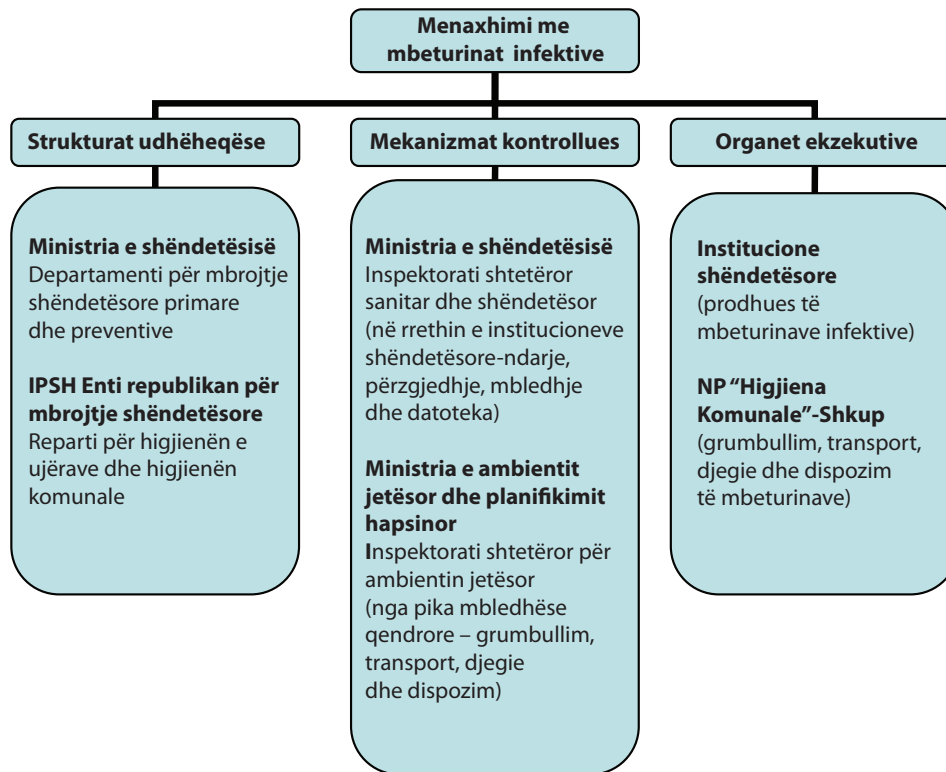 Menaxhimi me
mbeturinat infektive
Strukturat udhëheqëse
Ministria e shëndetësisë
Departamenti për mbrojtje
shëndetësore primare
dhe preventive
IPSH Enti republikan për
mbrojtje shëndetësore
Reparti për higjienën e
ujërave dhe higjienën
komunale
Mekanizmat kontrollues
Ministria e shëndetësisë
Inspektorati shtetëror
sanitar dhe shëndetësor
(në rrethin e institucioneve
shëndetësore-ndarje,
përzgjedhje, mbledhje
dhe datoteka)
Ministria e ambientit
jetësor dhe planifikimit
hapsinor
Inspektorati shtetëror për
ambientin jetësor
(nga pika mbledhëse
qendrore – grumbullim,
transport, djegie
dhe dispozim)
Organet ekzekutive
Institucione
shëndetësore
(prodhues të
mbeturinave infektive)
NP “Higjiena
Komunale”-Shkup
(grumbullim, transport,
djegie dhe dispozim
të mbeturinave)